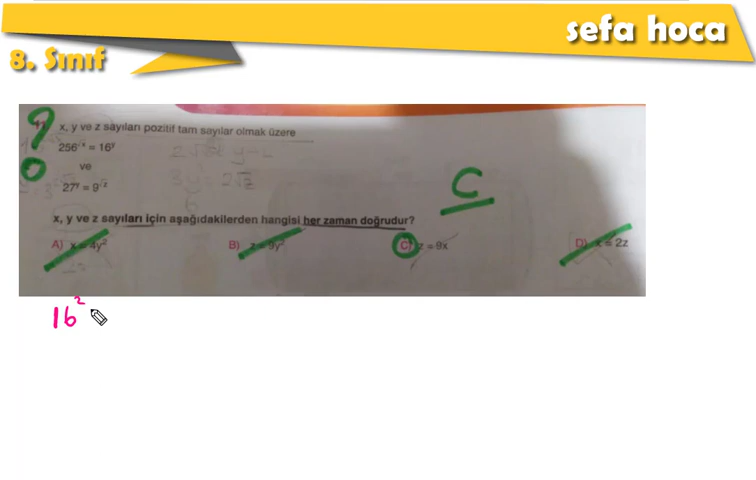 sefa hoca
8. Sınıf
?
x, y ve z sayıları pozitif tam sayılar olmak üzere
256^√x = 16^y
ve
27^y = 9^√z
x, y ve z sayıları için aşağıdakilerden hangisi her zaman doğrudur?
C
A) x = 4y² B) z = 9y² C) z = 9x D) x = 2z
16²